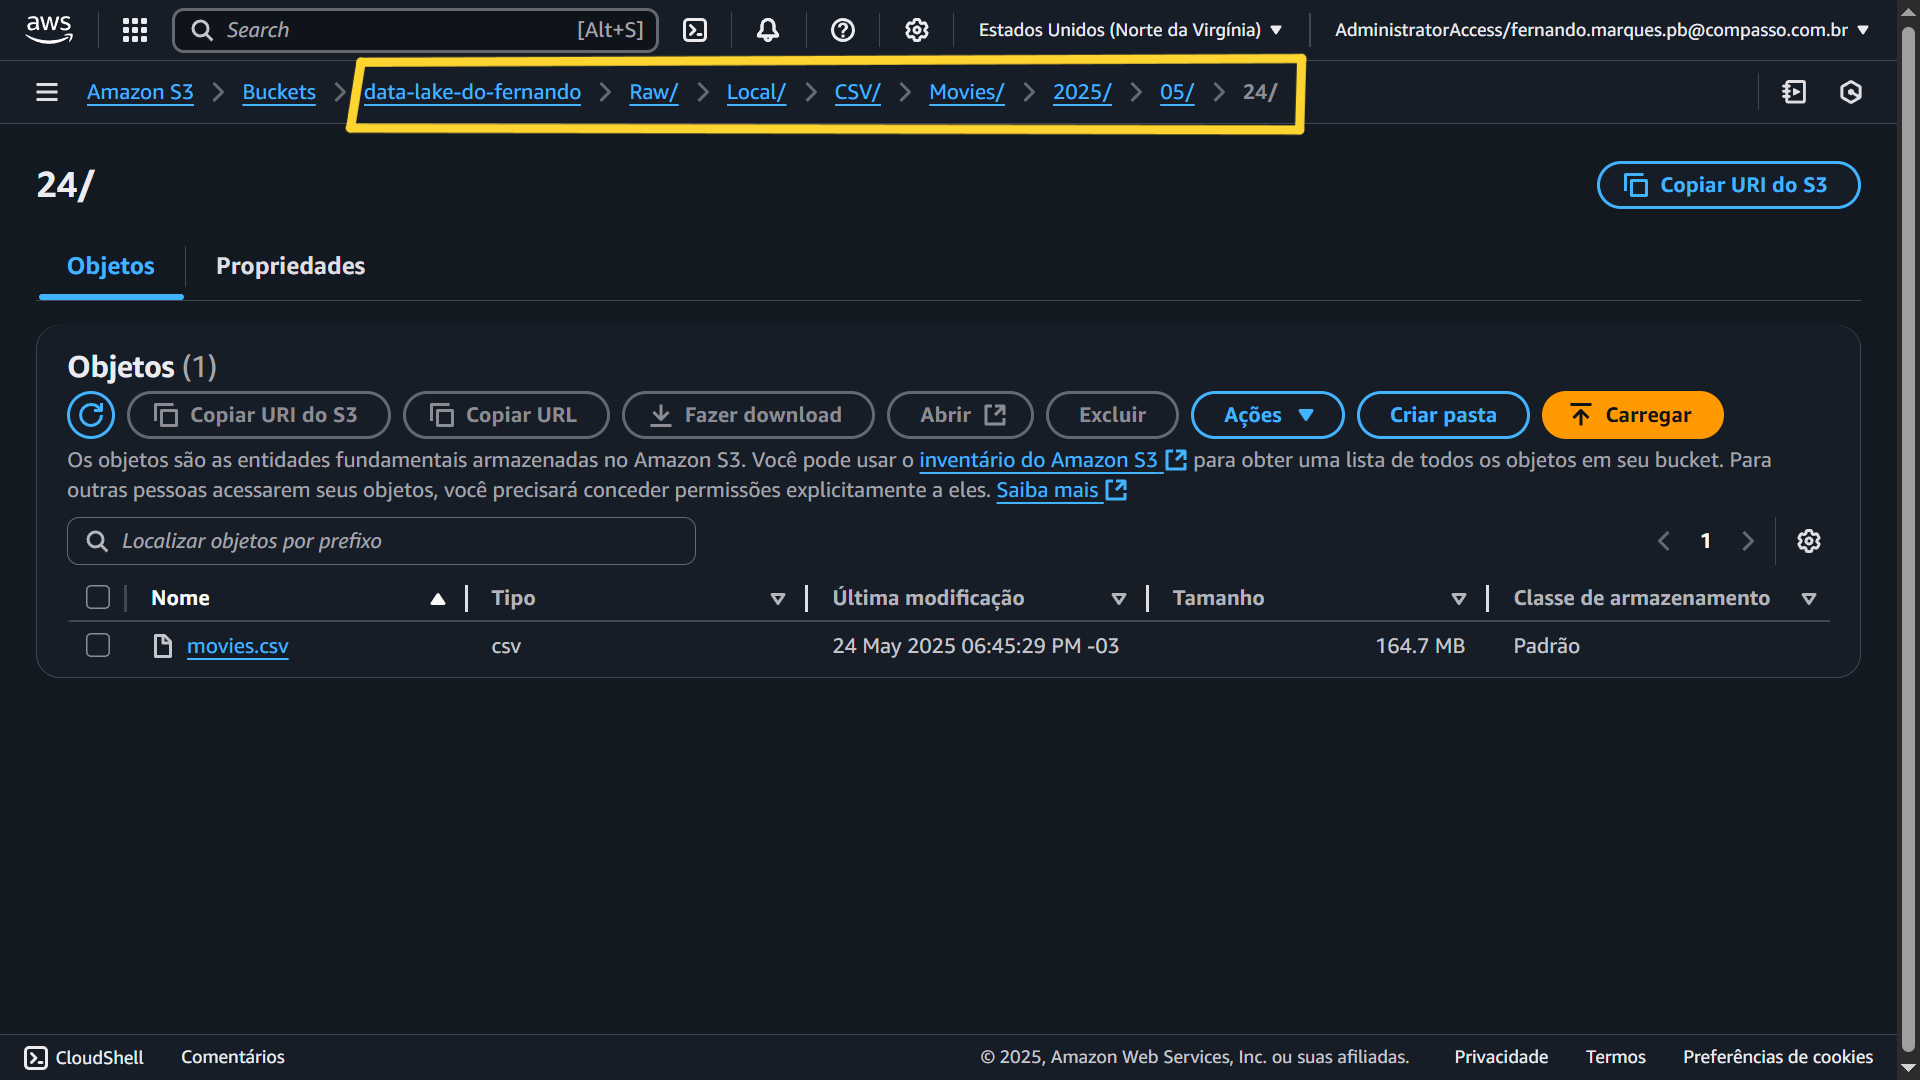 aws Search [Alt+S] Estados Unidos (Norte da Virgínia) AdministratorAccess/fernando.marques.pb@compasso.com.br
Amazon S3 Buckets data-lake-do-fernando Raw/ Local/ CSV/ Movies/ 2025/ 05/ 24/
24/
Copiar URI do S3
Objetos Propriedades
Objetos (1)
Copiar URI do S3 Copiar URL Fazer download Abrir Excluir Ações Criar pasta Carregar
Os objetos são as entidades fundamentais armazenadas no Amazon S3. Você pode usar o inventário do Amazon S3 para obter uma lista de todos os objetos em seu bucket. Para
outras pessoas acessarem seus objetos, você precisará conceder permissões explicitamente a eles. Saiba mais
Localizar objetos por prefixo 1
Nome Tipo Última modificação Tamanho Classe de armazenamento
movies.csv csv 24 May 2025 06:45:29 PM -03 164.7 MB Padrão
CloudShell Comentários © 2025, Amazon Web Services, Inc. ou suas afiliadas. Privacidade Termos Preferências de cookies